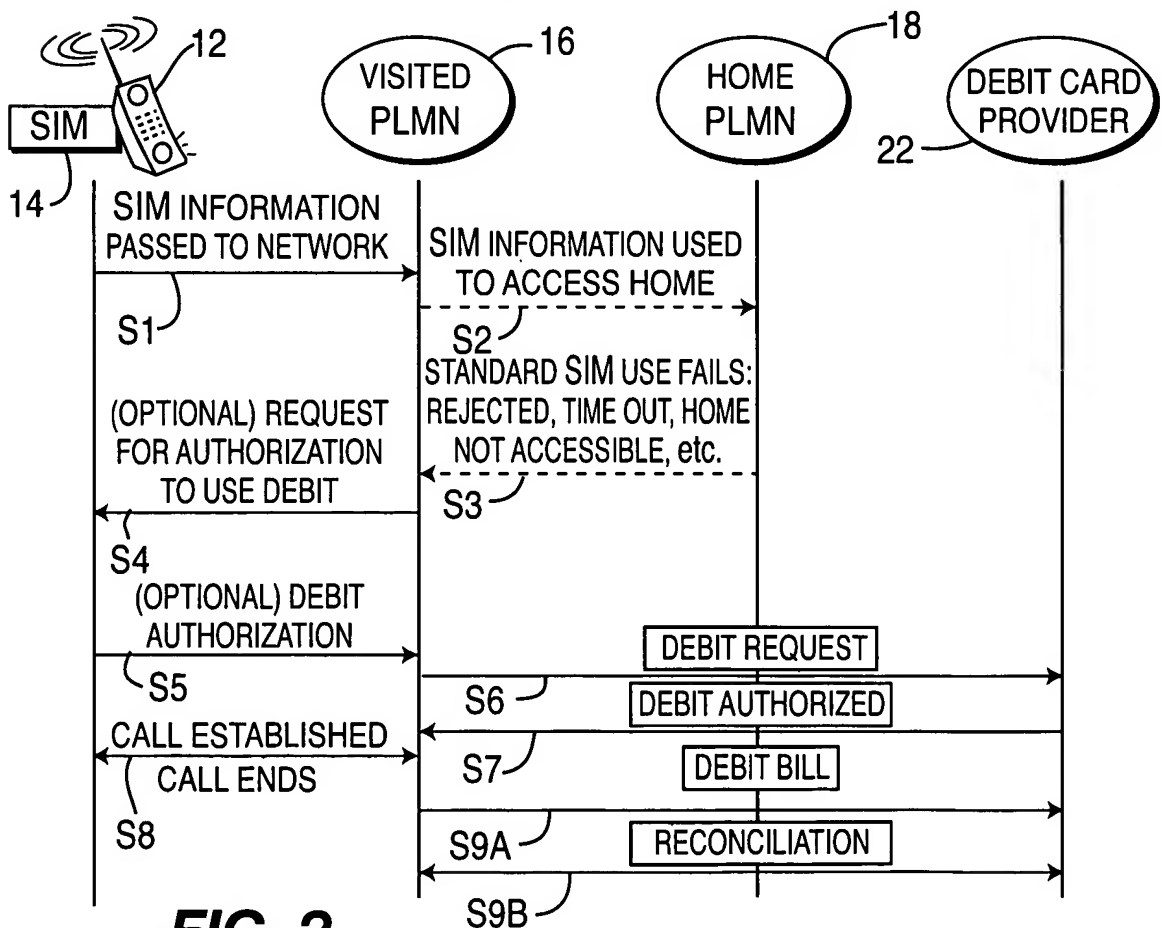 12
16
18
SIM
14
VISITED
PLMN
HOME
PLMN
DEBIT CARD
PROVIDER
22
SIM INFORMATION
PASSED TO NETWORK
S1
SIM INFORMATION USED
TO ACCESS HOME
S2
STANDARD SIM USE FAILS:
REJECTED, TIME OUT, HOME
NOT ACCESSIBLE, etc.
S3
(OPTIONAL) REQUEST
FOR AUTHORIZATION
TO USE DEBIT
S4
(OPTIONAL) DEBIT
AUTHORIZATION
S5
DEBIT REQUEST
S6
DEBIT AUTHORIZED
S7
CALL ESTABLISHED
CALL ENDS
S8
DEBIT BILL
S9A
RECONCILIATION
S9B
FIG. 2